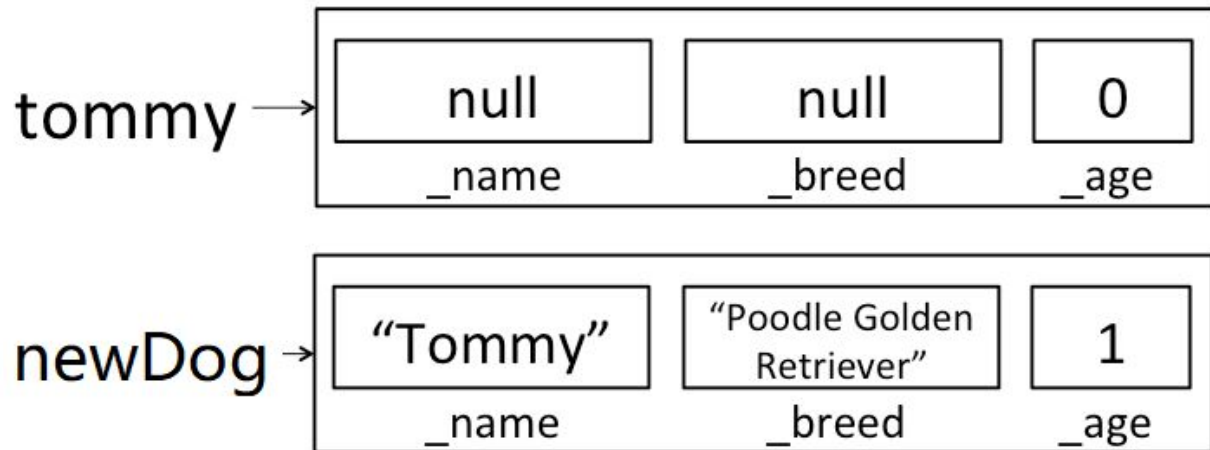 tommy null null 0
_name _breed _age
newDog “Tommy” “Poodle Golden
Retriever” 1
_name _breed _age